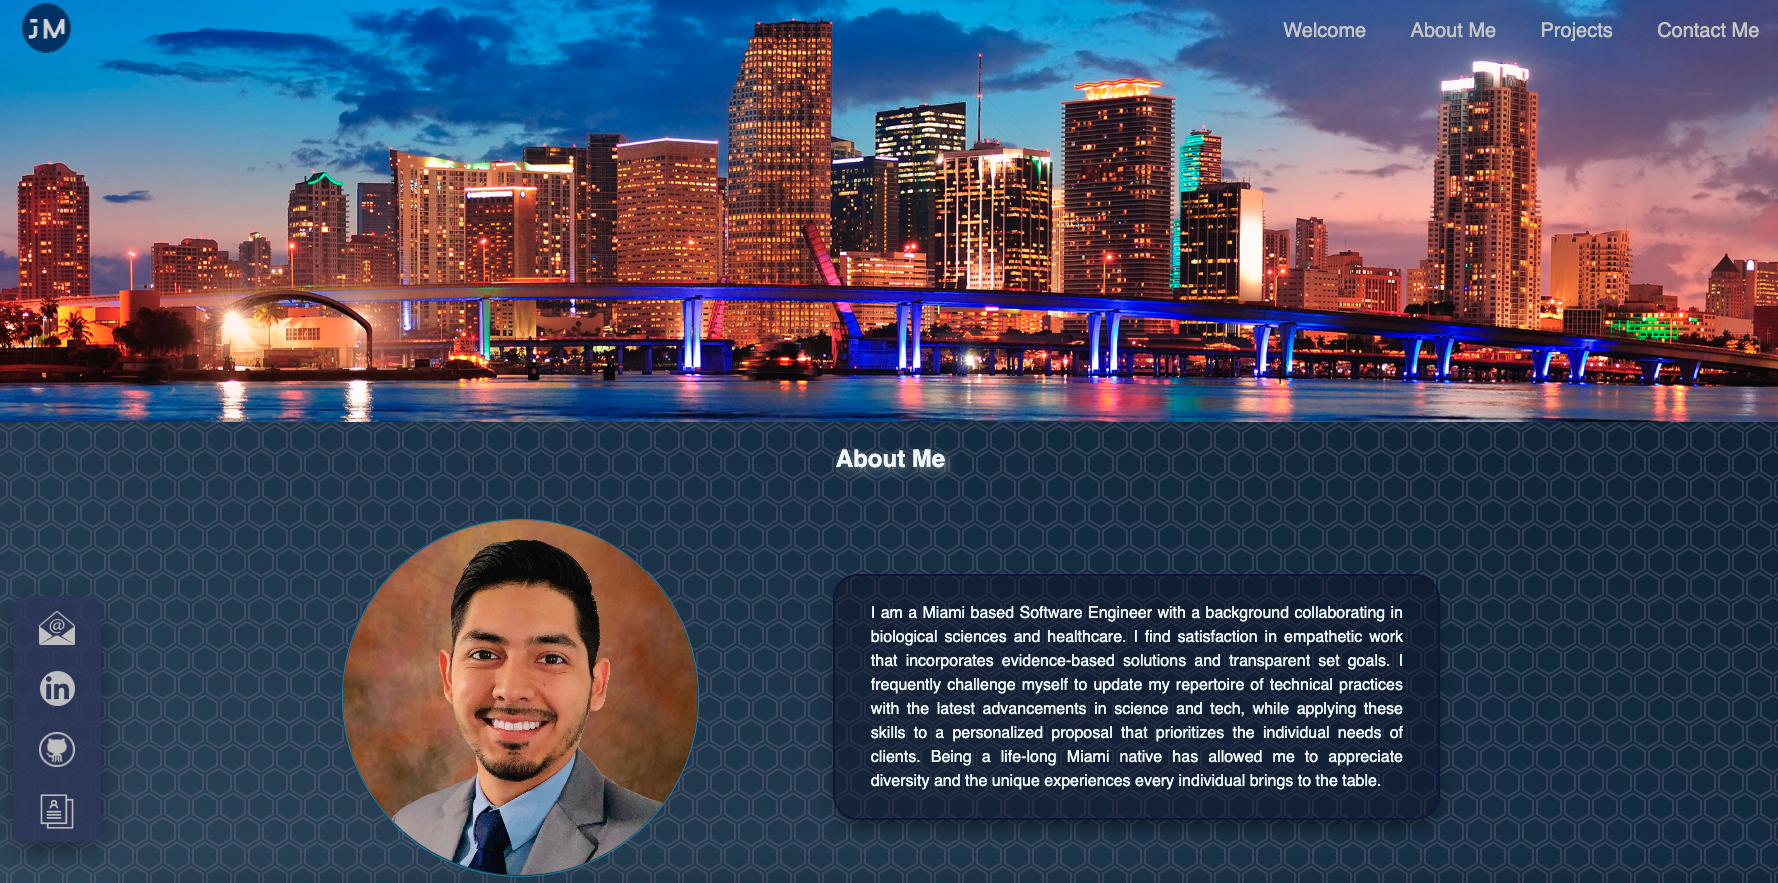 JM
Welcome About Me Projects Contact Me
About Me
I am a Miami based Software Engineer with a background collaborating in
biological sciences and healthcare. I find satisfaction in empathetic work
that incorporates evidence-based solutions and transparent set goals. I
frequently challenge myself to update my repertoire of technical practices
with the latest advancements in science and tech, while applying these
skills to a personalized proposal that prioritizes the individual needs of
clients. Being a life-long Miami native has allowed me to appreciate
diversity and the unique experiences every individual brings to the table.
@
in